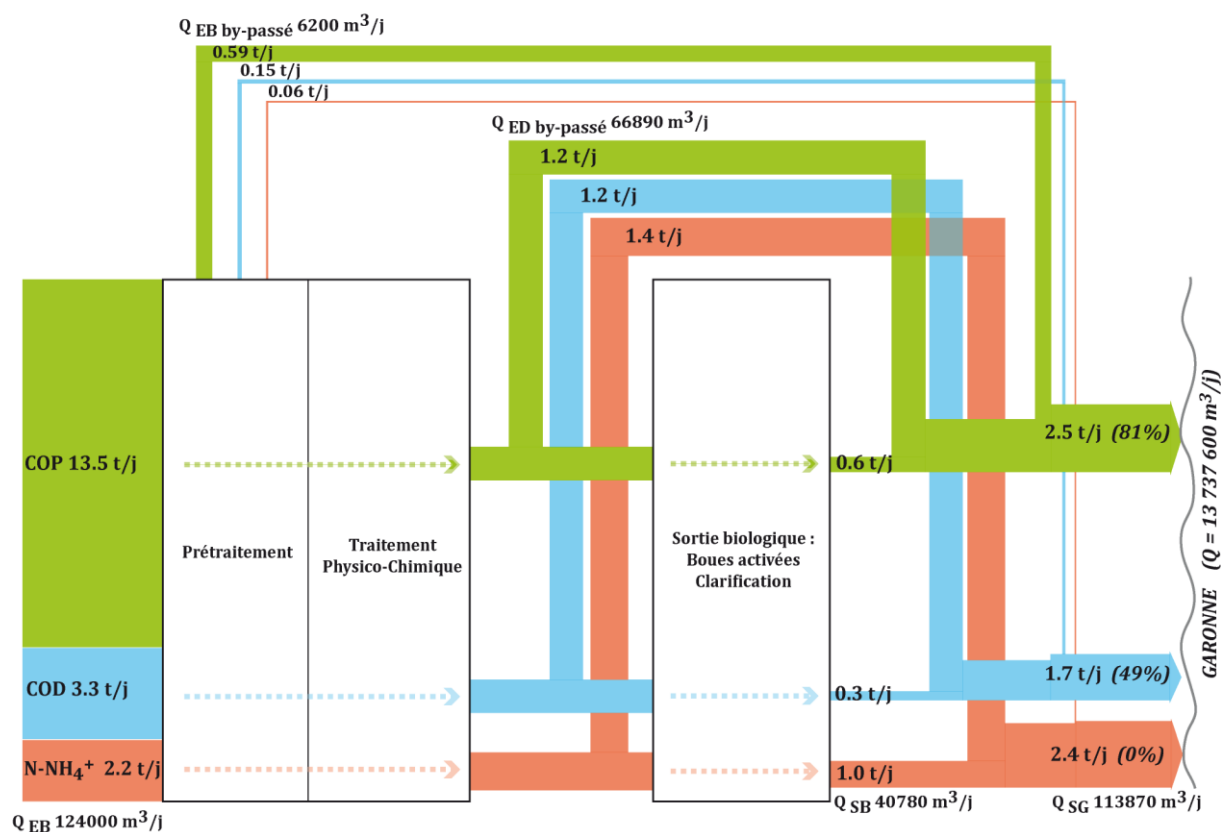 Q EB by-passé 6200 m³/j
0.59 t/j
0.15 t/j
0.06 t/j
Q ED by-passé 66890 m³/j
1.2 t/j
1.2 t/j
1.4 t/j
COP 13.5 t/j
0.6 t/j
2.5 t/j (81%)
Prétraitement
Traitement
Physico-Chimique
Sortie biologique :
Boues activées
Clarification
COD 3.3 t/j
0.3 t/j
1.7 t/j (49%)
N-NH₄⁺ 2.2 t/j
1.0 t/j
2.4 t/j (0%)
Q EB 124000 m³/j
Q SB 40780 m³/j
Q SG 113870 m³/j
GARONNE (Q = 13 737 600 m³/j)